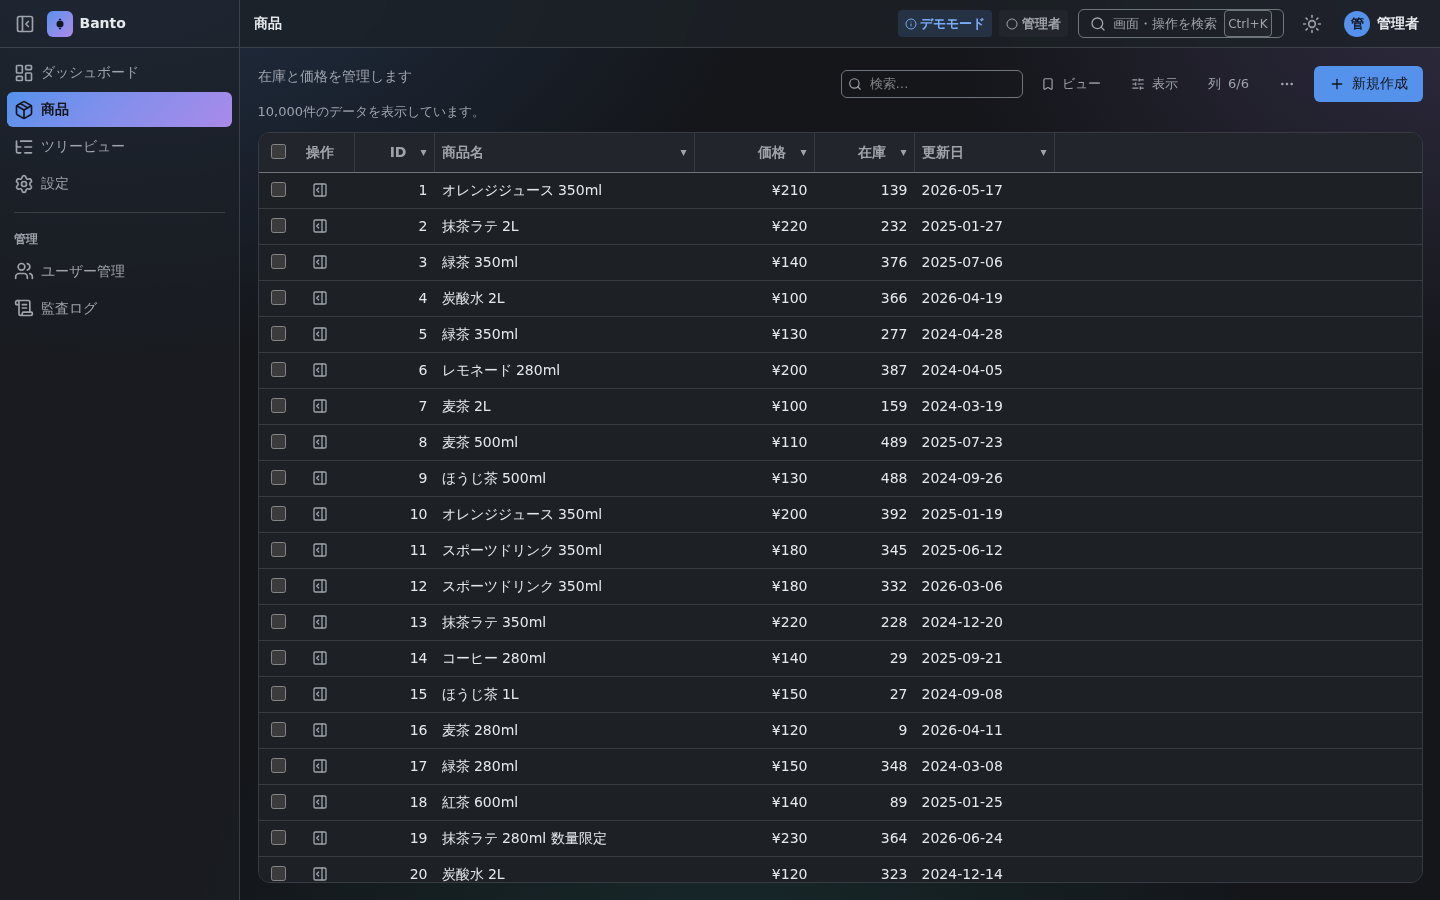 Banto
商品
デモモード
管理者
画面・操作を検索 Ctrl+K
管 管理者
ダッシュボード
商品
ツリービュー
設定
管理
ユーザー管理
監査ログ
在庫と価格を管理します
検索...
ビュー
表示
列 6/6
新規作成
10,000件のデータを表示しています。
操作 ID 商品名 価格 在庫 更新日
1 オレンジジュース 350ml ¥210 139 2026-05-17
2 抹茶ラテ 2L ¥220 232 2025-01-27
3 緑茶 350ml ¥140 376 2025-07-06
4 炭酸水 2L ¥100 366 2026-04-19
5 緑茶 350ml ¥130 277 2024-04-28
6 レモネード 280ml ¥200 387 2024-04-05
7 麦茶 2L ¥100 159 2024-03-19
8 麦茶 500ml ¥110 489 2025-07-23
9 ほうじ茶 500ml ¥130 488 2024-09-26
10 オレンジジュース 350ml ¥200 392 2025-01-19
11 スポーツドリンク 350ml ¥180 345 2025-06-12
12 スポーツドリンク 350ml ¥180 332 2026-03-06
13 抹茶ラテ 350ml ¥220 228 2024-12-20
14 コーヒー 280ml ¥140 29 2025-09-21
15 ほうじ茶 1L ¥150 27 2024-09-08
16 麦茶 280ml ¥120 9 2026-04-11
17 緑茶 280ml ¥150 348 2024-03-08
18 紅茶 600ml ¥140 89 2025-01-25
19 抹茶ラテ 280ml 数量限定 ¥230 364 2026-06-24
20 炭酸水 2L ¥120 323 2024-12-14